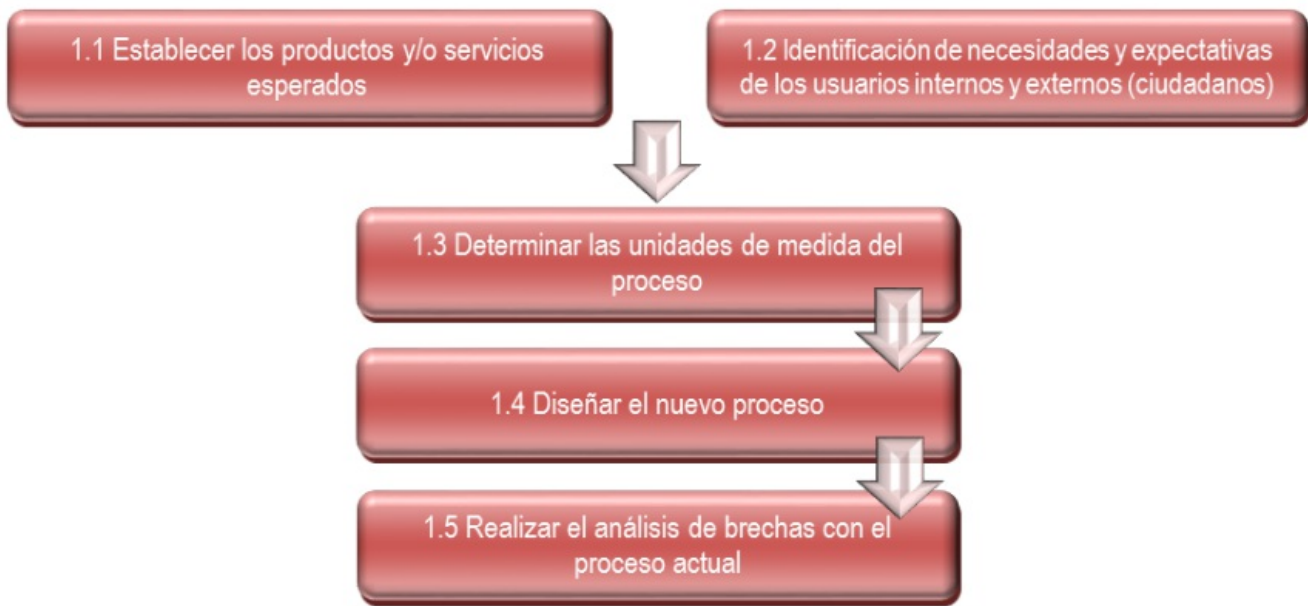 1.1 Establecer los productos y/o servicios
esperados
1.2 Identificación de necesidades y expectativas
de los usuarios internos y externos (ciudadanos)
1.3 Determinar las unidades de medida del
proceso
1.4 Diseñar el nuevo proceso
1.5 Realizar el análisis de brechas con el
proceso actual